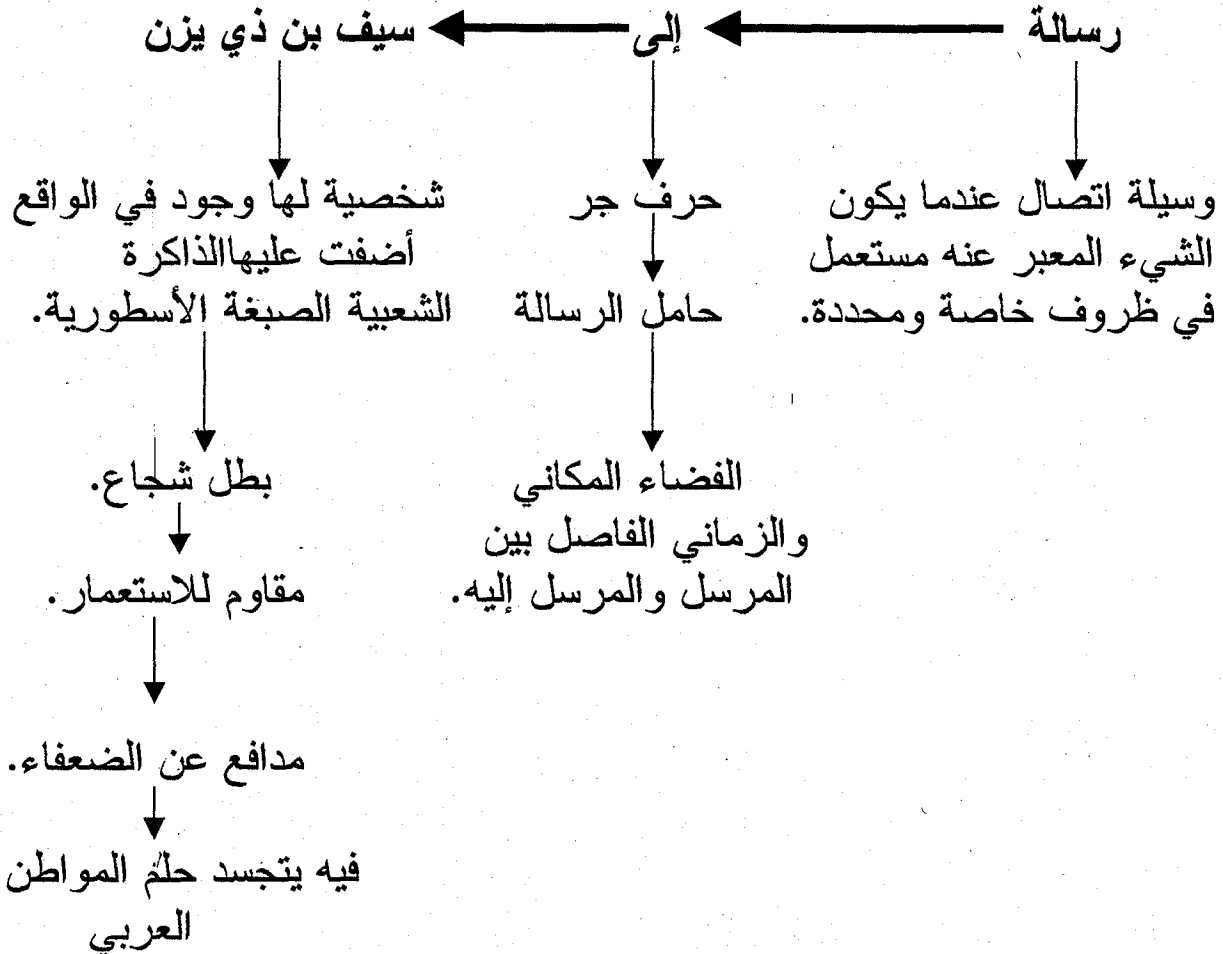 رسالة إلى سيف بن ذي يزن
وسيلة اتصال عندما يكون
الشيء المعبر عنه مستعمل
في ظروف خاصة ومحددة.
حرف جر
حامل الرسالة
الفضاء المكاني
والزماني الفاصل بين
المرسل والمرسل إليه.
شخصية لها وجود في الواقع
أضفت عليهاالذاكرة
الشعبية الصبغة الأسطورية.
بطل شجاع.
مقاوم للاستعمار.
مدافع عن الضعفاء.
فيه يتجسد حلم المواطن
العربي